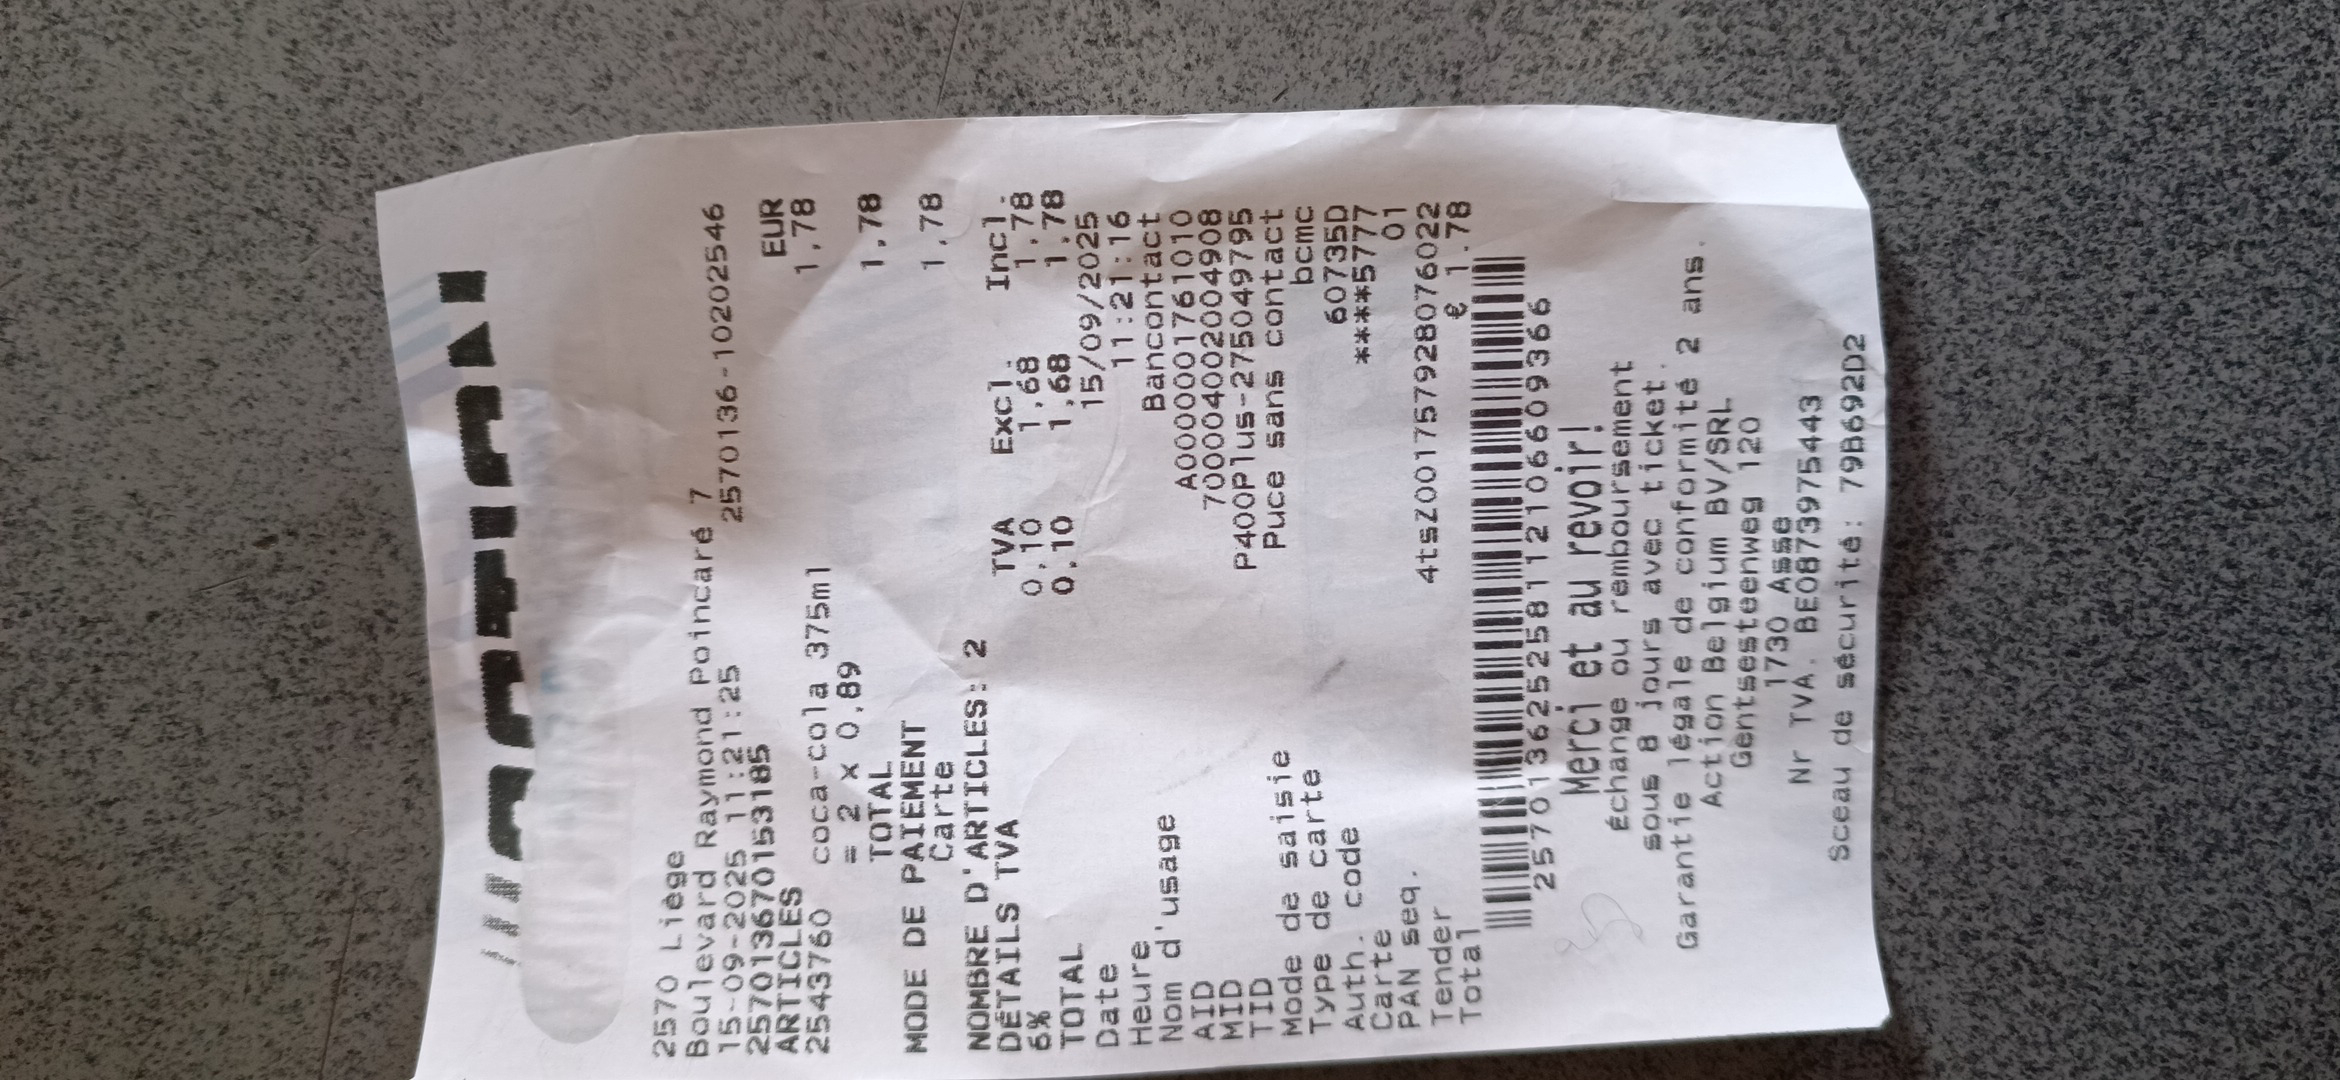 ACTION
2570 Liège
Boulevard Raymond Poincaré 7
15-09-2025 11:21:25 2570136-10202546
2570136701531​85
ARTICLES EUR
2543760 coca-cola 375ml 1,78
= 2 x 0,89
TOTAL 1,78
MODE DE PAIEMENT
Carte 1,78
NOMBRE D'ARTICLES: 2
DÉTAILS TVA TVA Excl. Incl.
6% 0,10 1,68 1,78
TOTAL 0,10 1,68 1,78
Date 15/09/2025
Heure 11:21:16
Nom d'usage Bancontact
AID A0000001761010
MID 700004002004908
TID P400Plus-275049795
Mode de saisie Puce sans contact
Type de carte bcmc
Auth. code 60735D
Carte ****5777
PAN seq. 01
Tender 4tsZ001757928076022
Total € 1.78
257013625258112106609366
Merci et au revoir!
Échange ou remboursement
sous 8 jours avec ticket.
Garantie légale de conformité 2 ans.
Action Belgium BV/SRL
Gentsesteenweg 120
1730 Asse
Nr TVA. BE0873975443
Sceau de sécurité: 79B692D2